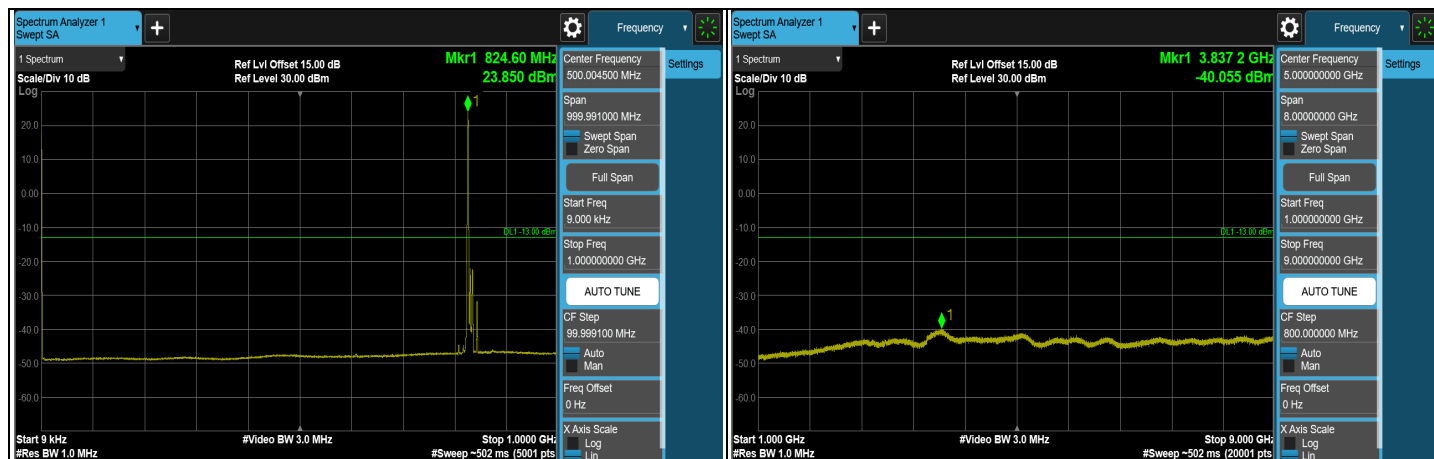 Spectrum Analyzer 1
Swept SA
+
Frequency
1 Spectrum
Scale/Div 10 dB
Log
Ref Lvl Offset 15.00 dB
Ref Level 30.00 dBm
Mkr1 824.60 MHz
23.850 dBm
1
20.0
10.0
0.00
-10.0
-20.0
-30.0
-40.0
-50.0
-60.0
DL1 -13.00 dBm
Start 9 kHz
#Res BW 1.0 MHz
#Video BW 3.0 MHz
Stop 1.0000 GHz
#Sweep ~502 ms (5001 pts
Center Frequency
500.004500 MHz
Settings
Span
999.991000 MHz
Swept Span
Zero Span
Full Span
Start Freq
9.000 kHz
Stop Freq
1.000000000 GHz
AUTO TUNE
CF Step
99.999100 MHz
Auto
Man
Freq Offset
0 Hz
X Axis Scale
Log
Lin
Spectrum Analyzer 1
Swept SA
+
Frequency
1 Spectrum
Scale/Div 10 dB
Log
Ref Lvl Offset 15.00 dB
Ref Level 30.00 dBm
Mkr1 3.837 2 GHz
-40.055 dBm
1
20.0
10.0
0.00
-10.0
-20.0
-30.0
-40.0
-50.0
-60.0
DL1 -13.00 dBm
Start 1.000 GHz
#Res BW 1.0 MHz
#Video BW 3.0 MHz
Stop 9.000 GHz
#Sweep ~502 ms (20001 pts
Center Frequency
5.000000000 GHz
Settings
Span
8.00000000 GHz
Swept Span
Zero Span
Full Span
Start Freq
1.000000000 GHz
Stop Freq
9.000000000 GHz
AUTO TUNE
CF Step
800.000000 MHz
Auto
Man
Freq Offset
0 Hz
X Axis Scale
Log
Lin